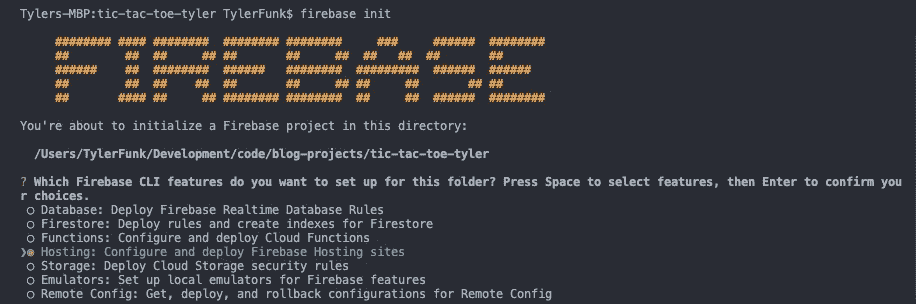 Tylers-MBP:tic-tac-toe-tyler TylerFunk$ firebase init
FIREBASE
You're about to initialize a Firebase project in this directory:
/Users/TylerFunk/Development/code/blog-projects/tic-tac-toe-tyler
? Which Firebase CLI features do you want to set up for this folder? Press Space to select features, then Enter to confirm you
r choices.
◯ Database: Deploy Firebase Realtime Database Rules
◯ Firestore: Deploy rules and create indexes for Firestore
◯ Functions: Configure and deploy Cloud Functions
❯◉ Hosting: Configure and deploy Firebase Hosting sites
◯ Storage: Deploy Cloud Storage security rules
◯ Emulators: Set up local emulators for Firebase features
◯ Remote Config: Get, deploy, and rollback configurations for Remote Config